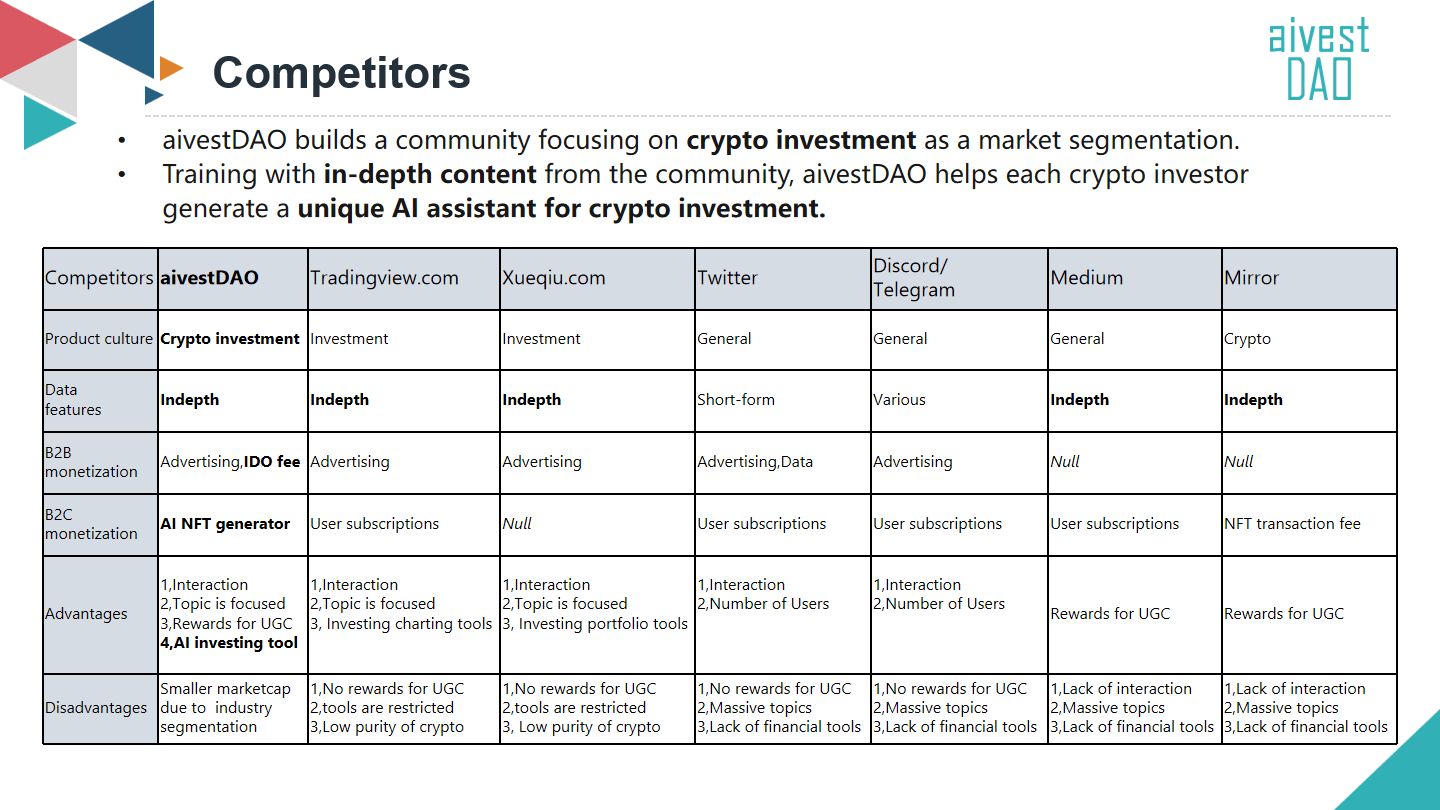 Competitors
aivest
DAO
• aivestDAO builds a community focusing on crypto investment as a market segmentation.
• Training with in-depth content from the community, aivestDAO helps each crypto investor
generate a unique AI assistant for crypto investment.
Competitors aivestDAO Tradingview.com Xueqiu.com Twitter Discord/ Telegram Medium Mirror
Product culture Crypto investment Investment Investment General General General Crypto
Data features Indepth Indepth Indepth Short-form Various Indepth Indepth
B2B monetization Advertising,IDO fee Advertising Advertising Advertising,Data Advertising Null Null
B2C monetization AI NFT generator User subscriptions Null User subscriptions User subscriptions User subscriptions NFT transaction fee
Advantages
1,Interaction
2,Topic is focused
3,Rewards for UGC
4,AI investing tool
1,Interaction
2,Topic is focused
3, Investing charting tools
1,Interaction
2,Topic is focused
3, Investing portfolio tools
1,Interaction
2,Number of Users
1,Interaction
2,Number of Users
Rewards for UGC
Rewards for UGC
Disadvantages
Smaller marketcap
due to industry
segmentation
1,No rewards for UGC
2,tools are restricted
3,Low purity of crypto
1,No rewards for UGC
2,tools are restricted
3, Low purity of crypto
1,No rewards for UGC
2,Massive topics
3,Lack of financial tools
1,No rewards for UGC
2,Massive topics
3,Lack of financial tools
1,Lack of interaction
2,Massive topics
3,Lack of financial tools
1,Lack of interaction
2,Massive topics
3,Lack of financial tools